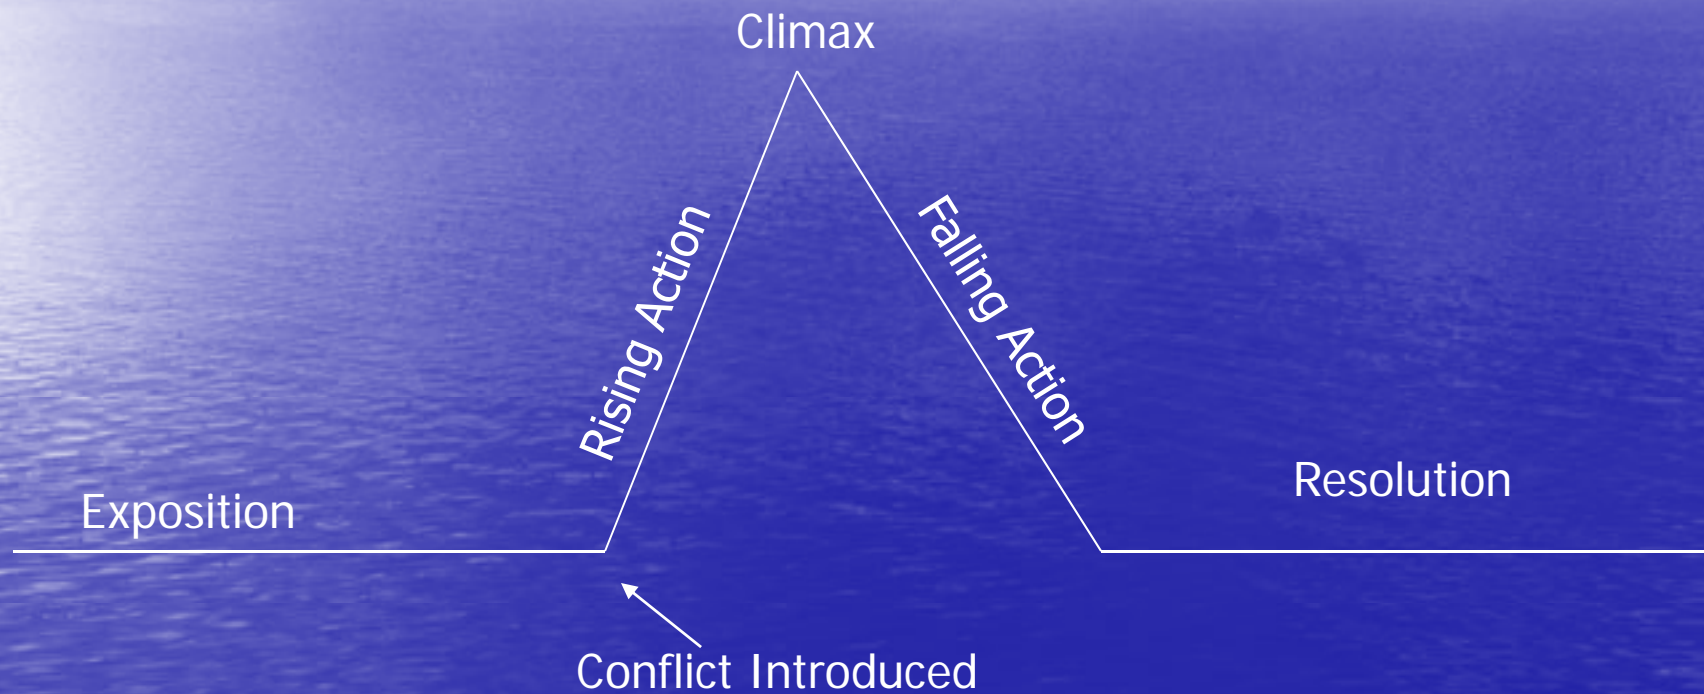 Climax
Rising Action
Falling Action
Exposition
Resolution
Conflict Introduced